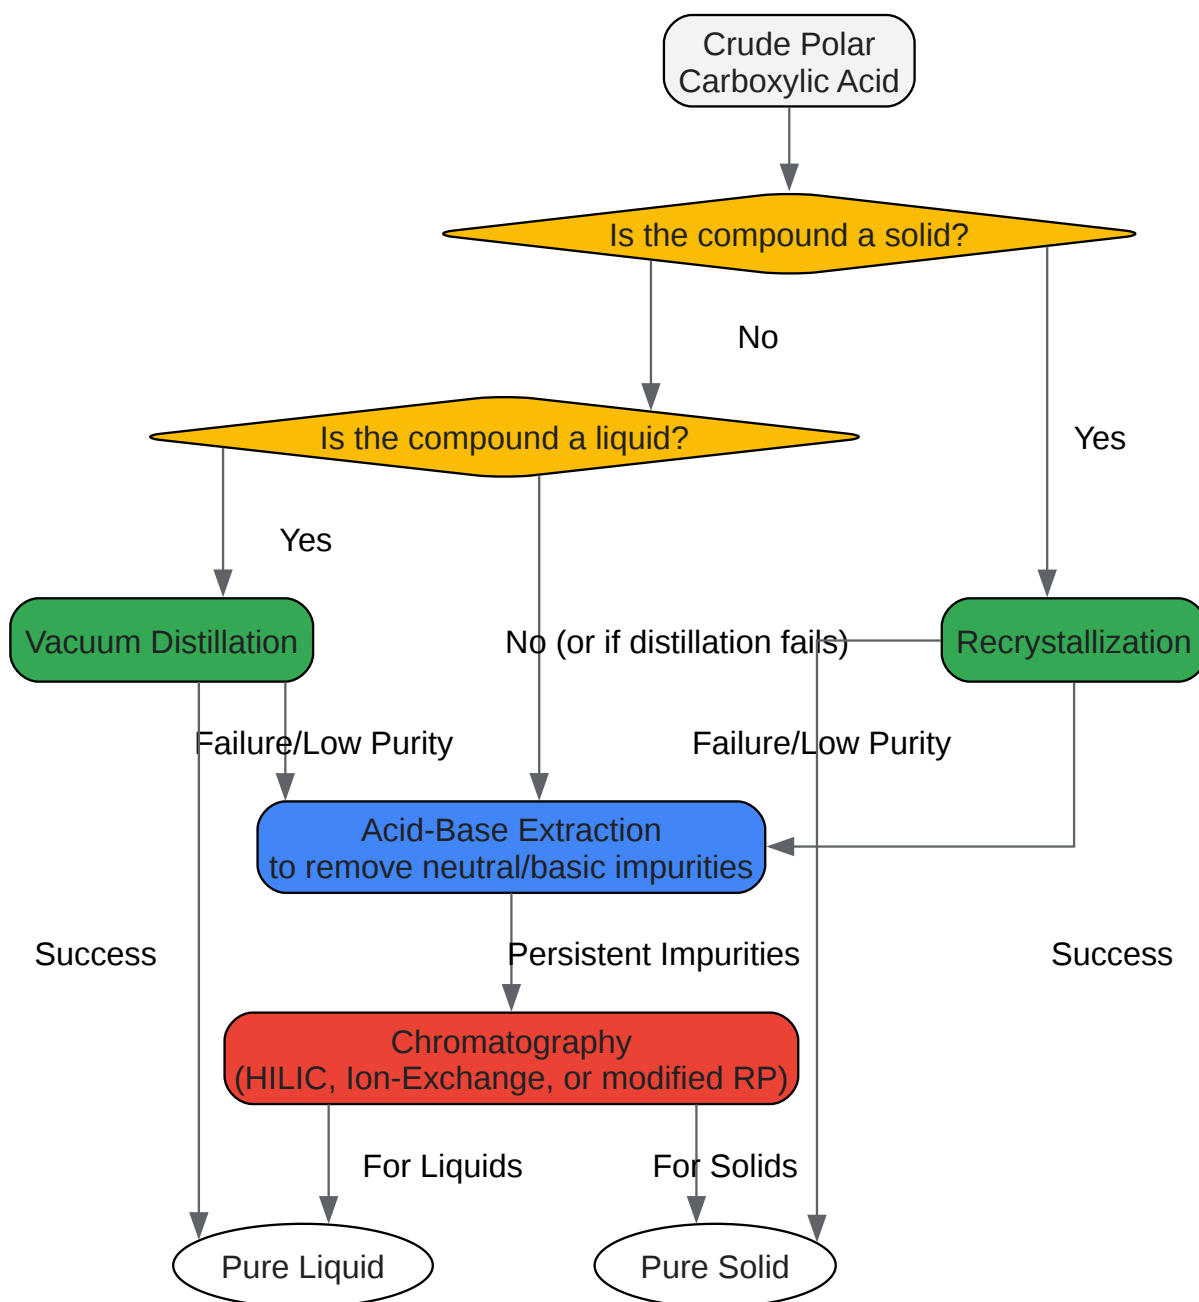 Crude Polar
Carboxylic Acid
Is the compound a solid?
No
Is the compound a liquid?
Yes
Yes
Vacuum Distillation
No (or if distillation fails)
Recrystallization
Failure/Low Purity
Failure/Low Purity
Acid-Base Extraction
to remove neutral/basic impurities
Success
Persistent Impurities
Success
Chromatography
(HILIC, Ion-Exchange, or modified RP)
For Liquids
For Solids
Pure Liquid
Pure Solid